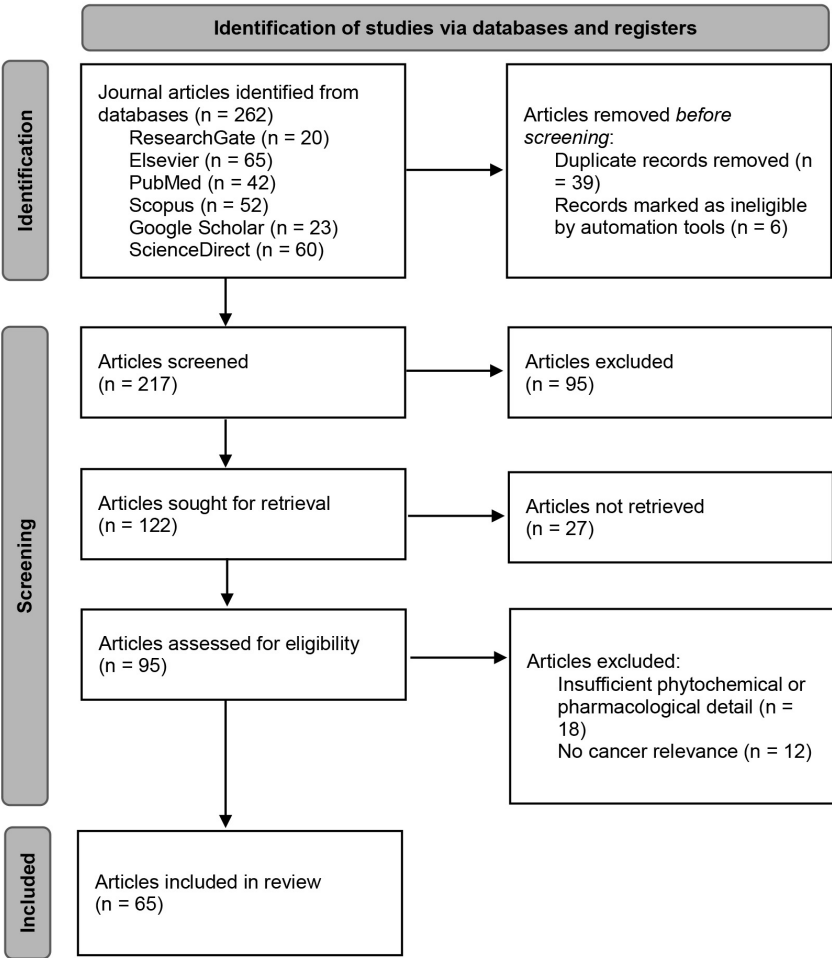 Identification of studies via databases and registers
Identification
Journal articles identified from
databases (n = 262)
ResearchGate (n = 20)
Elsevier (n = 65)
PubMed (n = 42)
Scopus (n = 52)
Google Scholar (n = 23)
ScienceDirect (n = 60)
Articles removed before
screening:
Duplicate records removed (n
= 39)
Records marked as ineligible
by automation tools (n = 6)
Screening
Articles screened
(n = 217)
Articles excluded
(n = 95)
Articles sought for retrieval
(n = 122)
Articles not retrieved
(n = 27)
Articles assessed for eligibility
(n = 95)
Articles excluded:
Insufficient phytochemical or
pharmacological detail (n =
18)
No cancer relevance (n = 12)
Included
Articles included in review
(n = 65)